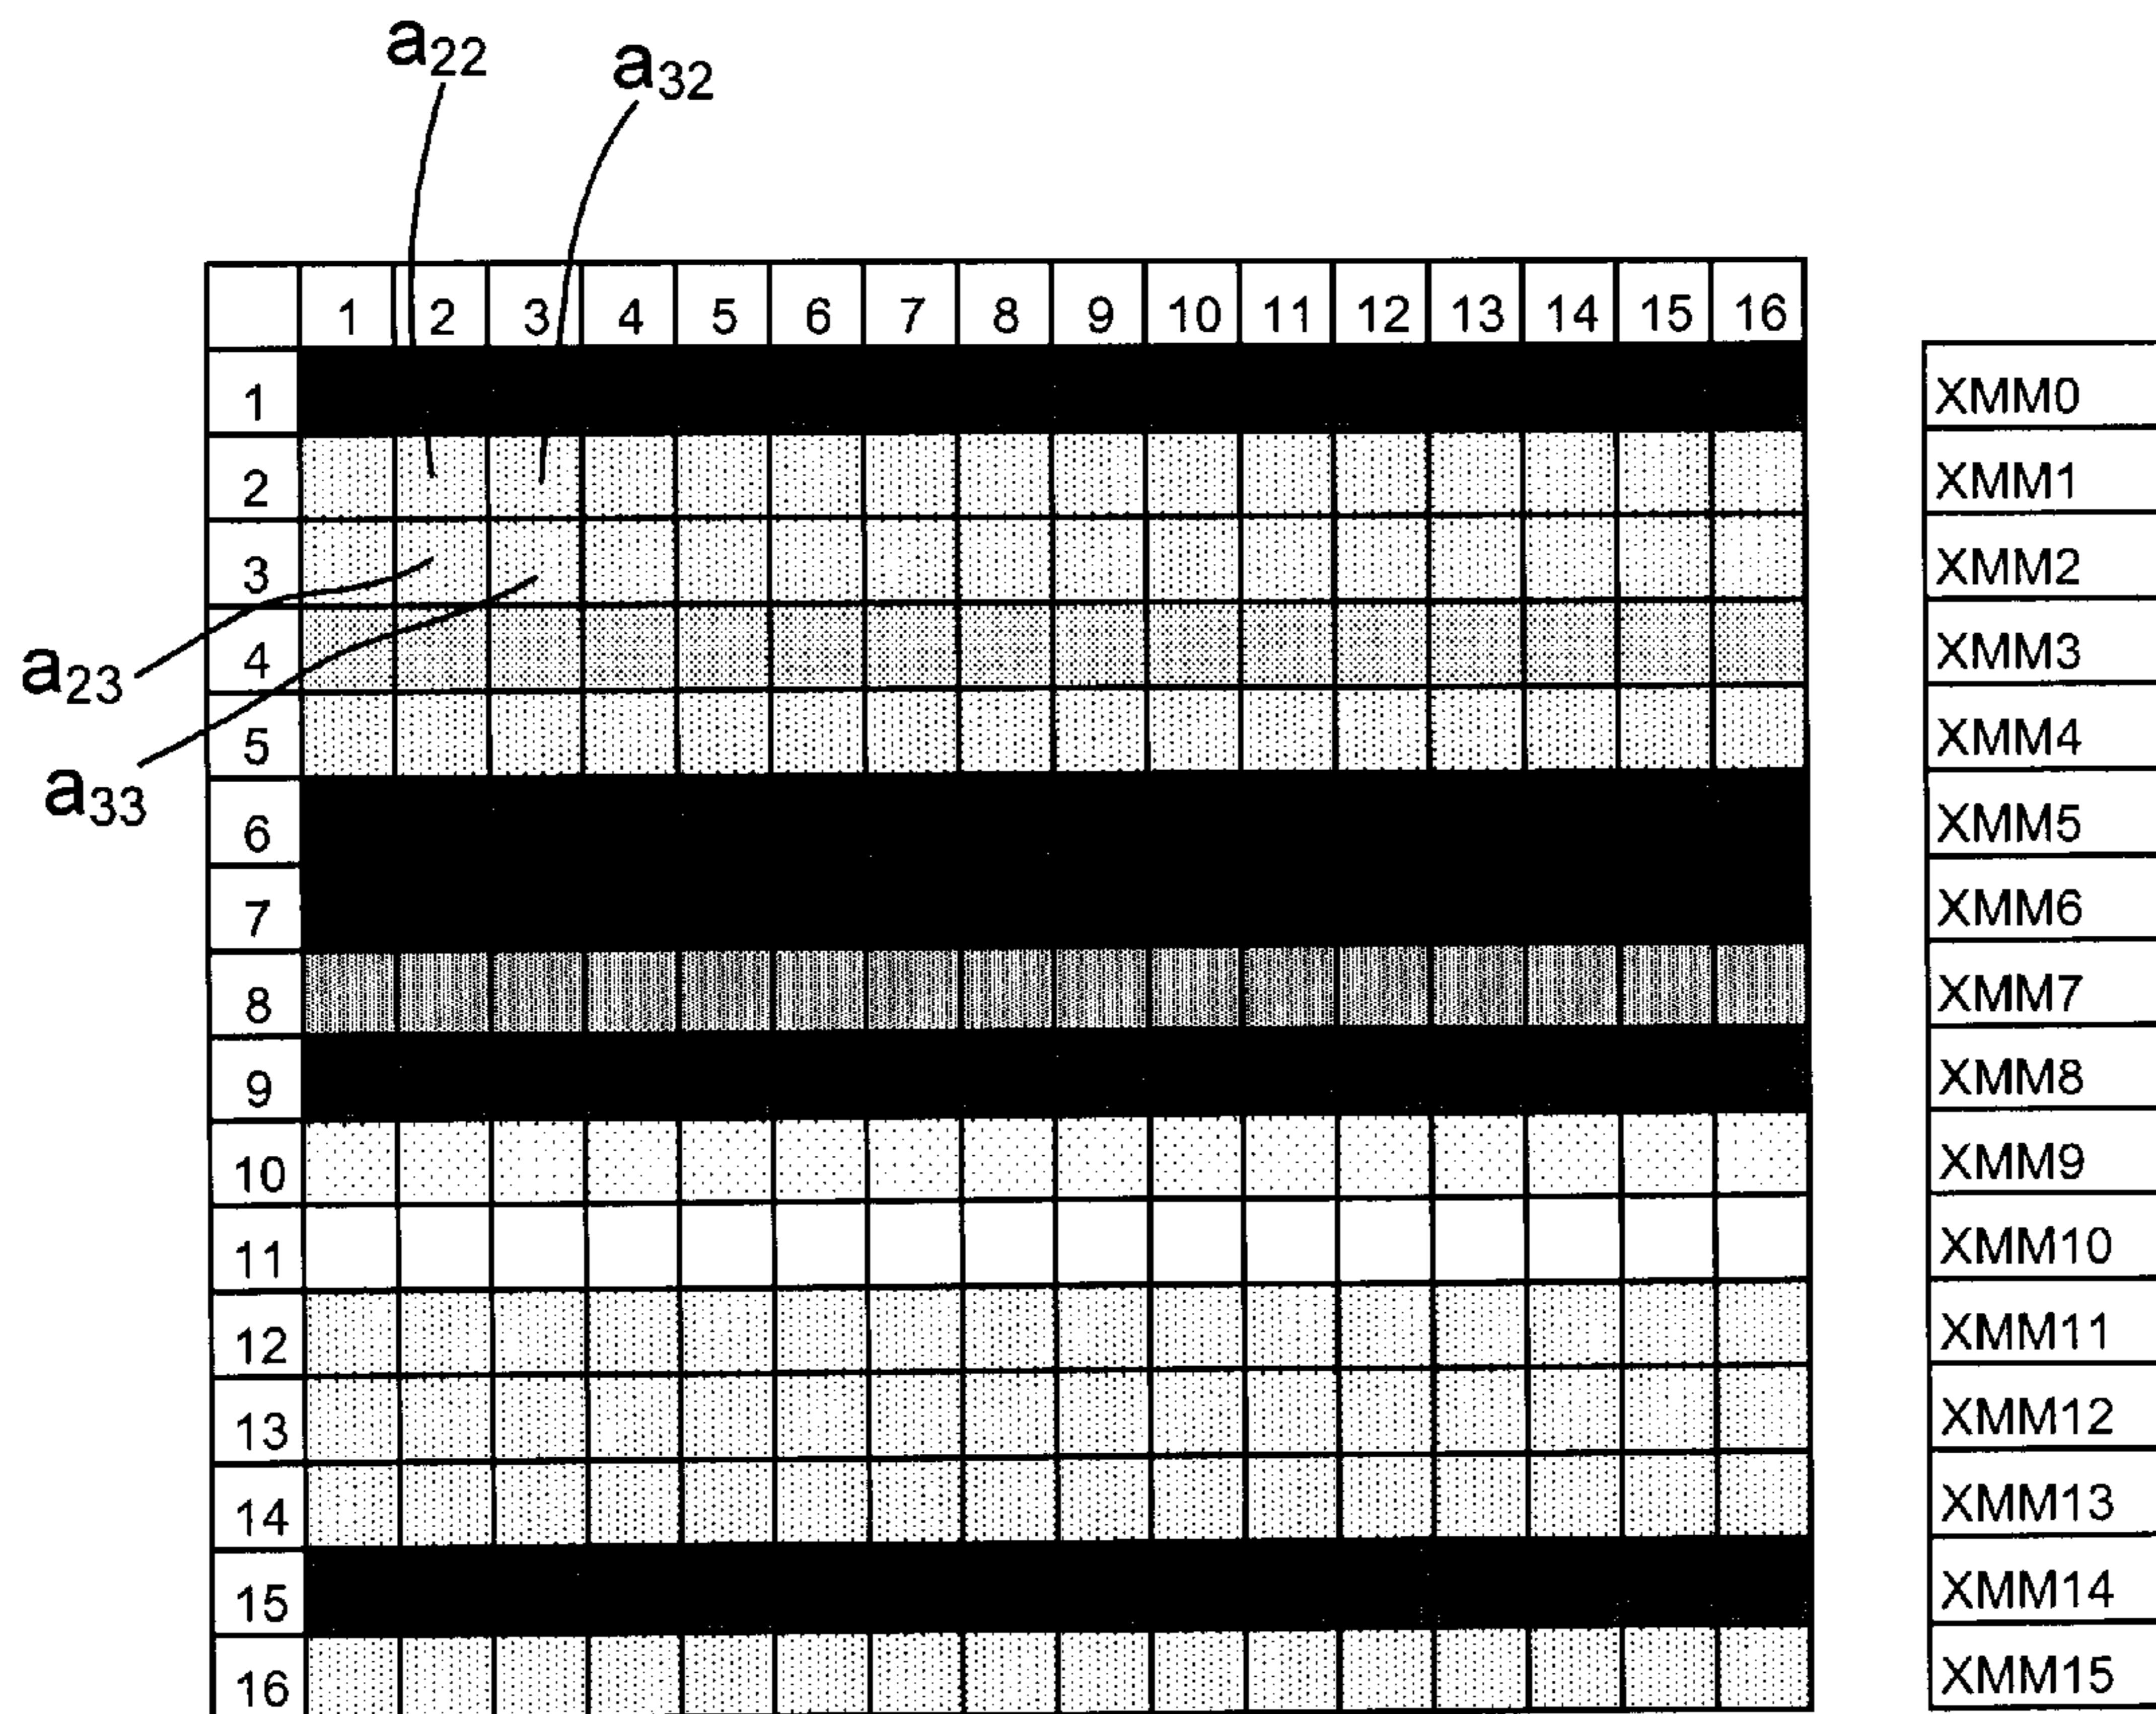 a22
a32
1 2 3 4 5 6 7 8 9 10 11 12 13 14 15 16
1 XMM0
2 XMM1
3 XMM2
a23
4 XMM3
5 XMM4
a33
6 XMM5
7 XMM6
8 XMM7
9 XMM8
10 XMM9
11 XMM10
12 XMM11
13 XMM12
14 XMM13
15 XMM14
16 XMM15